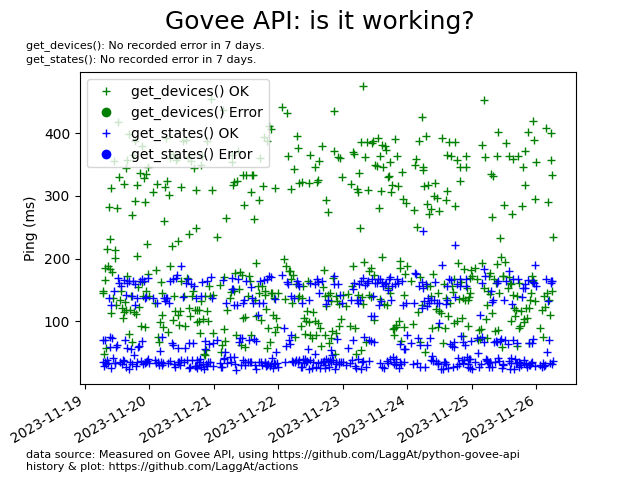 Govee API: is it working?
get_devices(): No recorded error in 7 days.
get_states(): No recorded error in 7 days.
get_devices() OK
get_devices() Error
get_states() OK
get_states() Error
400
300
200
100
Ping (ms)
2023-11-19
2023-11-20
2023-11-21
2023-11-22
2023-11-23
2023-11-24
2023-11-25
2023-11-26
data source: Measured on Govee API, using https://github.com/LaggAt/python-govee-api
history & plot: https://github.com/LaggAt/actions